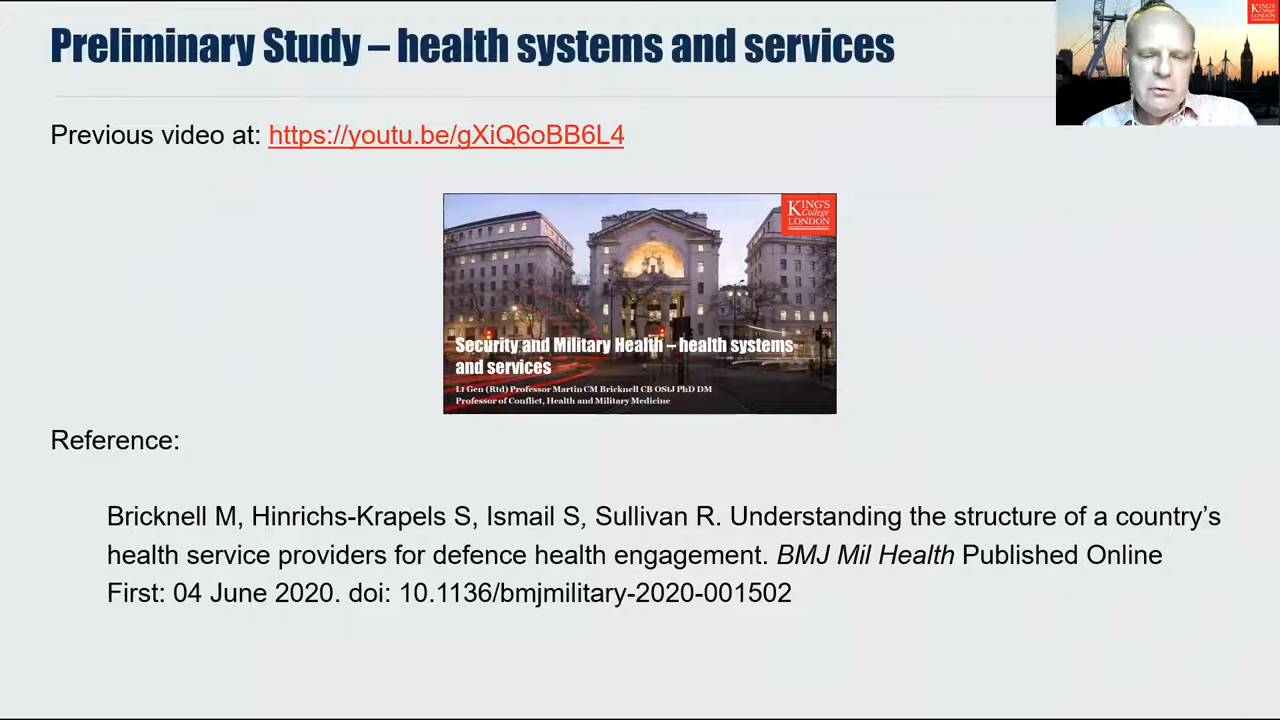 Preliminary Study – health systems and services
KING'S
College
LONDON
Previous video at: https://youtu.be/gXiQ6oBB6L4
KING'S
College
LONDON
Security and Military Health – health systems
and services
Lt Gen (Rtd) Professor Martin CM Bricknell CB OStJ PhD DM
Professor of Conflict, Health and Military Medicine
Reference:
Bricknell M, Hinrichs-Krapels S, Ismail S, Sullivan R. Understanding the structure of a country’s
health service providers for defence health engagement. BMJ Mil Health Published Online
First: 04 June 2020. doi: 10.1136/bmjmilitary-2020-001502